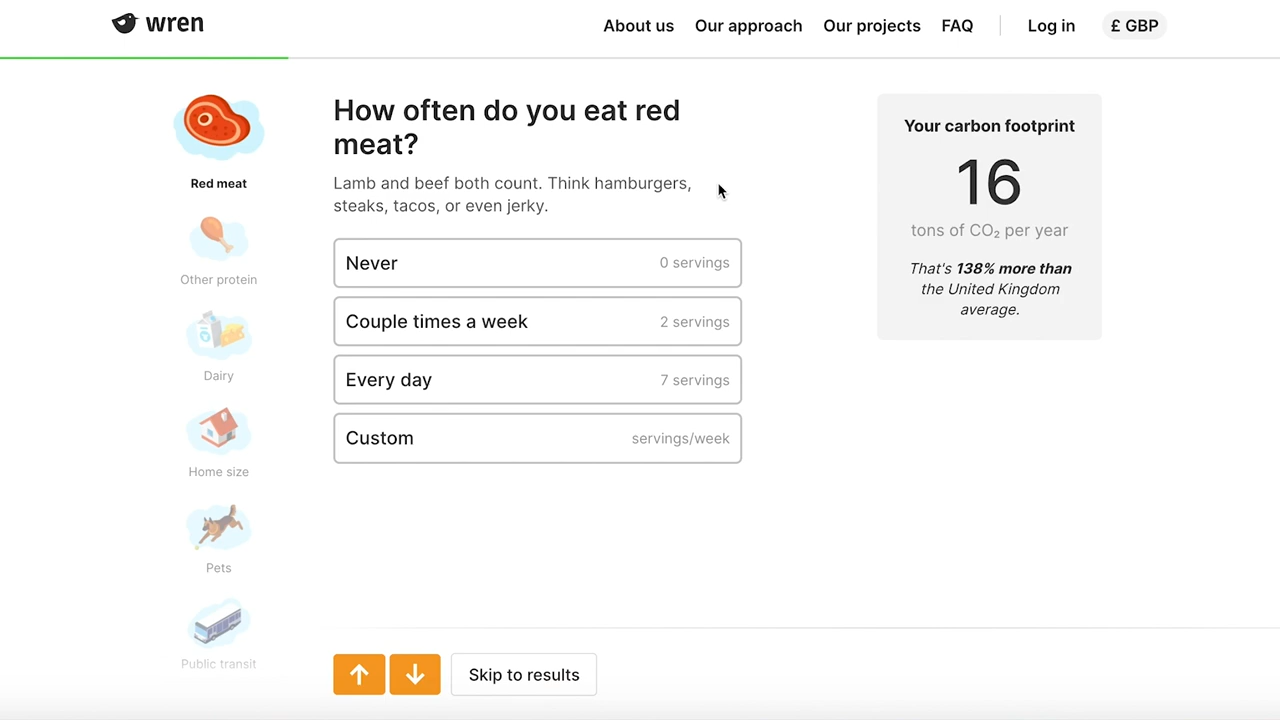 wren
About us
Our approach
Our projects
FAQ
Log in
£ GBP
Red meat
Other protein
Dairy
Home size
Pets
Public transit
How often do you eat red
meat?
Lamb and beef both count. Think hamburgers,
steaks, tacos, or even jerky.
Never 0 servings
Couple times a week 2 servings
Every day 7 servings
Custom servings/week
Skip to results
Your carbon footprint
16
tons of CO₂ per year
That's 138% more than
the United Kingdom
average.